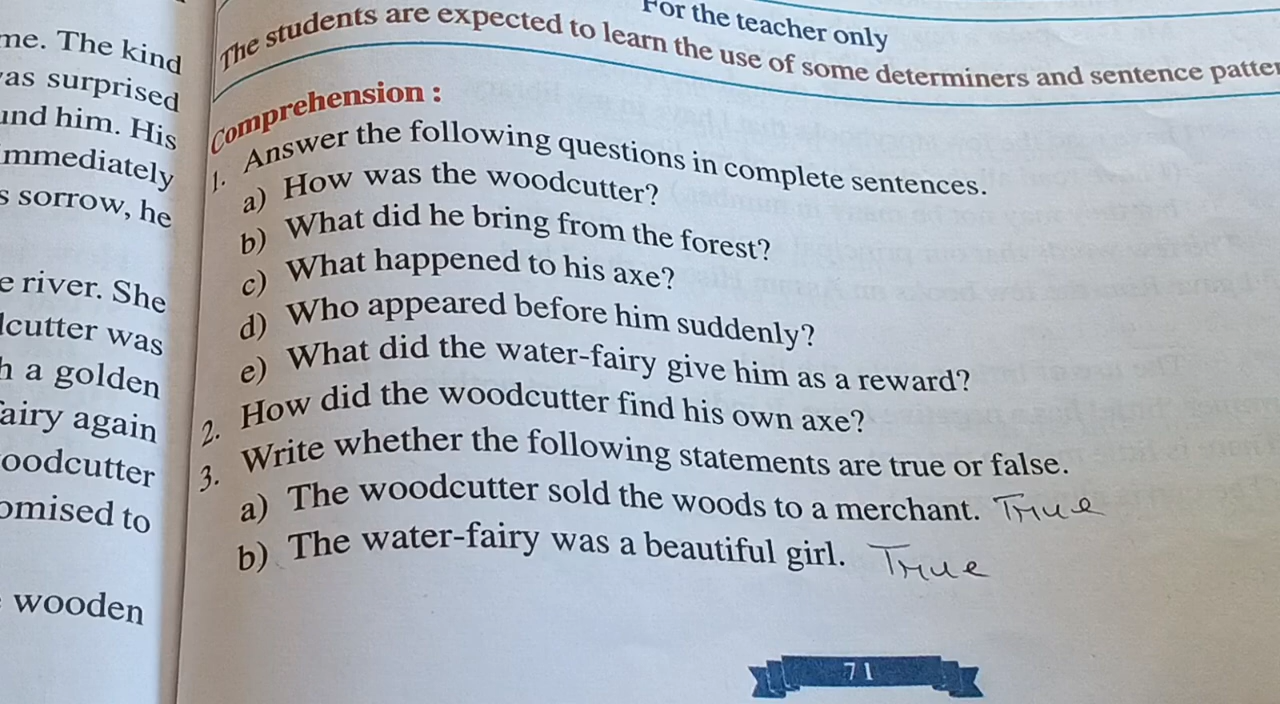 me. The kind
as surprised
und him. His
mmediately
s sorrow, he
e river. She
lcutter was
h a golden
airy again
oodcutter
omised to
wooden
For the teacher only
The students are expected to learn the use of some determiners and sentence patter
Comprehension :
1. Answer the following questions in complete sentences.
a) How was the woodcutter?
b) What did he bring from the forest?
c) What happened to his axe?
d) Who appeared before him suddenly?
e) What did the water-fairy give him as a reward?
2. How did the woodcutter find his own axe?
3. Write whether the following statements are true or false.
a) The woodcutter sold the woods to a merchant. True
b) The water-fairy was a beautiful girl. True
71